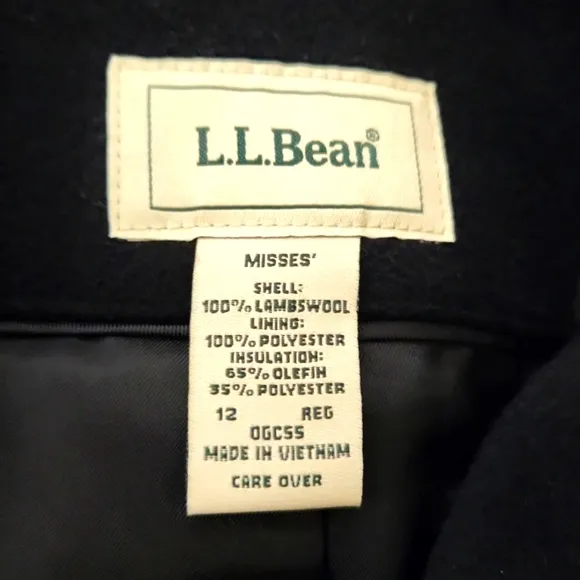 L.L.Bean®
MISSES'
SHELL:
100% LAMBSWOOL
LINING:
100% POLYESTER
INSULATION:
65% OLEFIN
35% POLYESTER
12 REG
OGCSS
MADE IN VIETNAM
CARE OVER